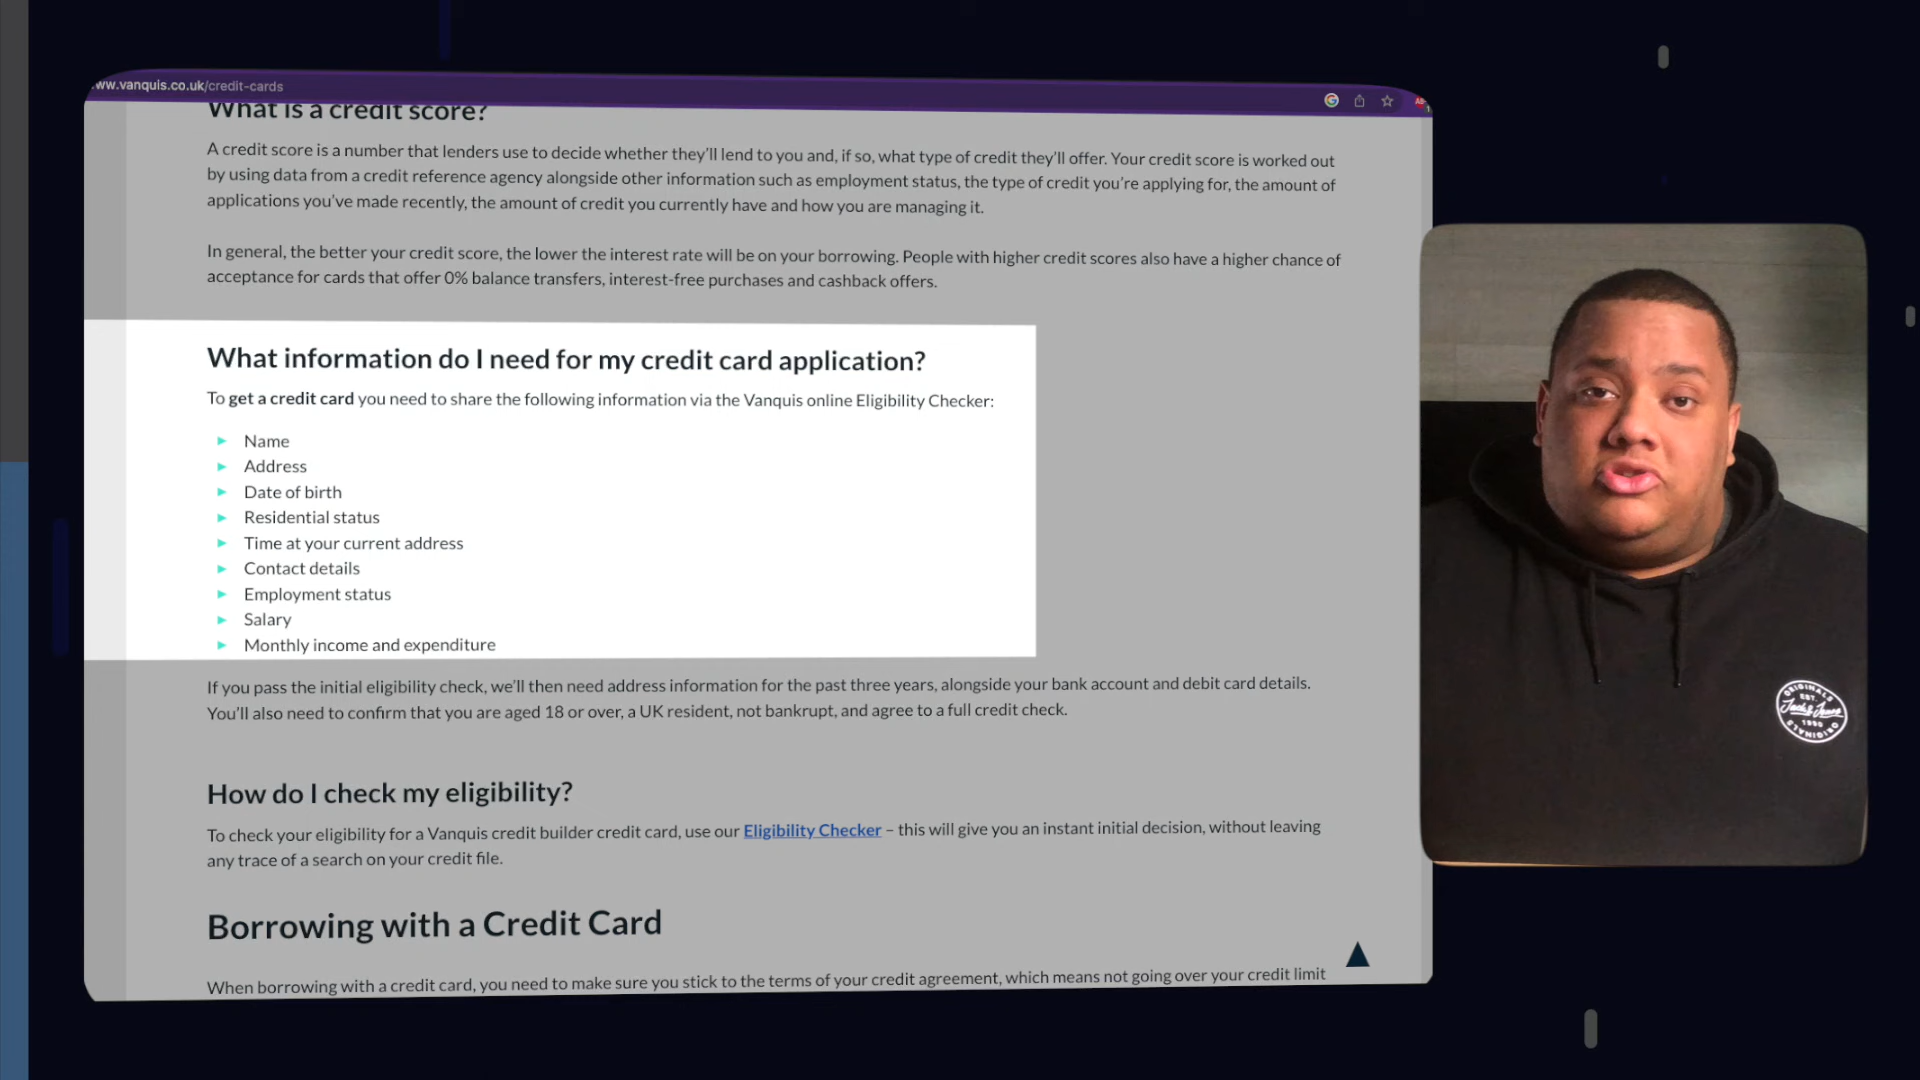 ww.vanquis.co.uk/credit-cards
What is a credit score?
A credit score is a number that lenders use to decide whether they'll lend to you and, if so, what type of credit they'll offer. Your credit score is worked out
by using data from a credit reference agency alongside other information such as employment status, the type of credit you're applying for, the amount of
applications you've made recently, the amount of credit you currently have and how you are managing it.
In general, the better your credit score, the lower the interest rate will be on your borrowing. People with higher credit scores also have a higher chance of
acceptance for cards that offer 0% balance transfers, interest-free purchases and cashback offers.
What information do I need for my credit card application?
To get a credit card you need to share the following information via the Vanquis online Eligibility Checker:
Name
Address
Date of birth
Residential status
Time at your current address
Contact details
Employment status
Salary
Monthly income and expenditure
If you pass the initial eligibility check, we'll then need address information for the past three years, alongside your bank account and debit card details.
You'll also need to confirm that you are aged 18 or over, a UK resident, not bankrupt, and agree to a full credit check.
How do I check my eligibility?
To check your eligibility for a Vanquis credit builder credit card, use our Eligibility Checker – this will give you an instant initial decision, without leaving
any trace of a search on your credit file.
Borrowing with a Credit Card
When borrowing with a credit card, you need to make sure you stick to the terms of your credit agreement, which means not going over your credit limit
ORIGINALS
EST.
Jack & Jones
1990
ORIGINALS